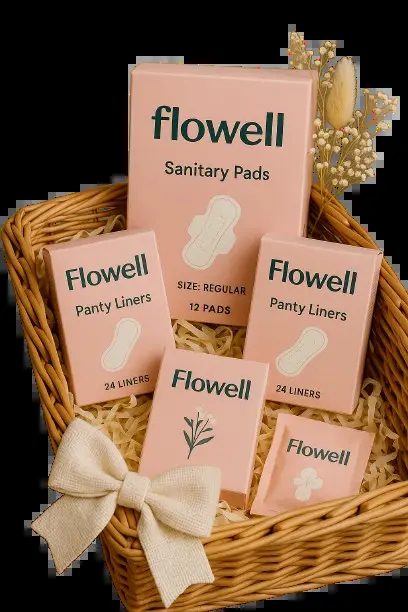 flowell
Sanitary Pads
SIZE: REGULAR
12 PADS
Flowell
Panty Liners
24 LINERS
Flowell
Panty Liners
24 LINERS
Flowell
Flowell